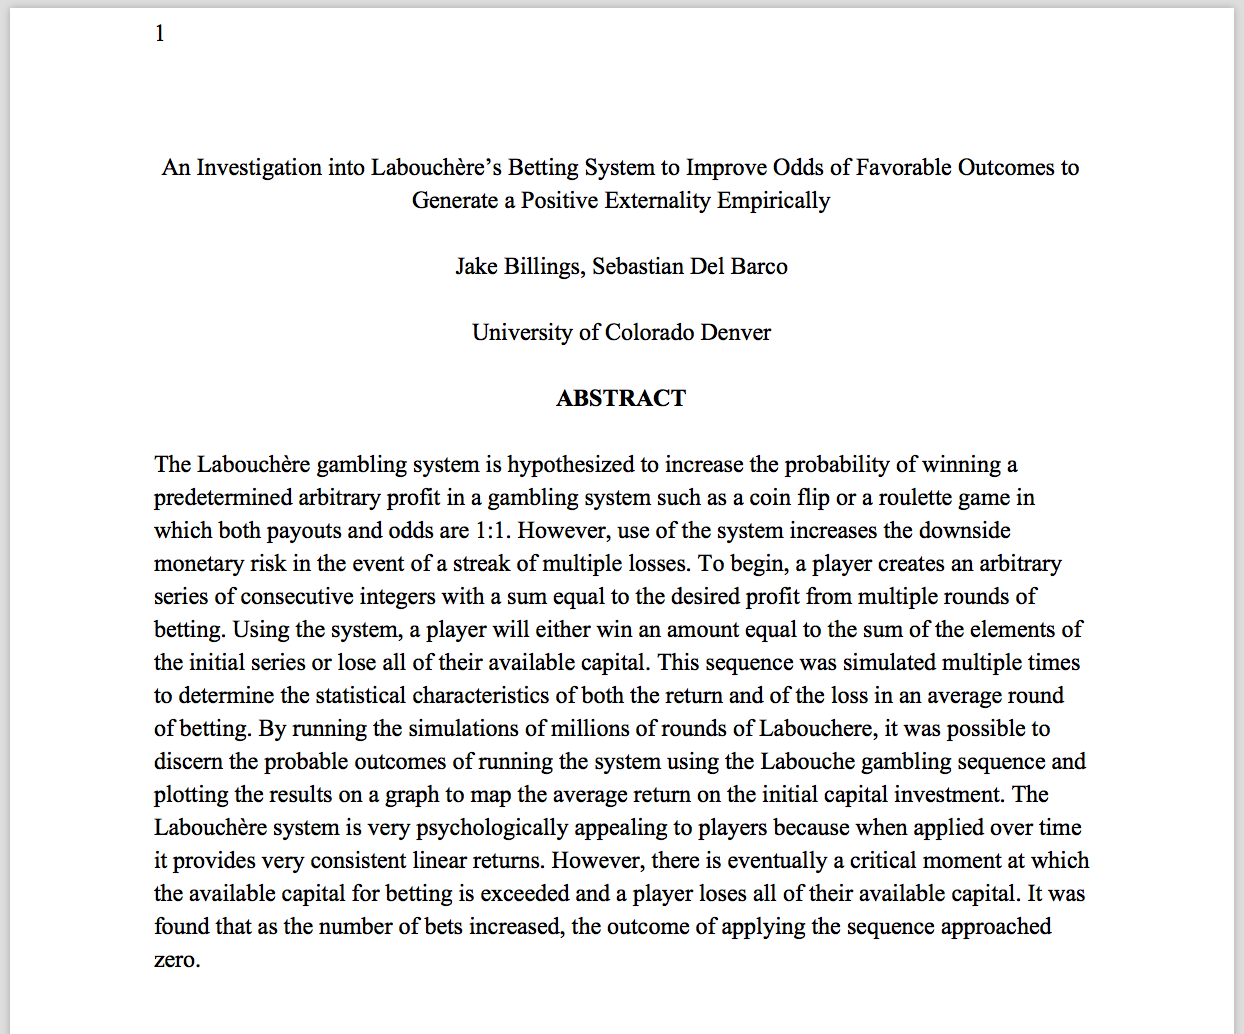 1
An Investigation into Labouchère’s Betting System to Improve Odds of Favorable Outcomes to
Generate a Positive Externality Empirically
Jake Billings, Sebastian Del Barco
University of Colorado Denver
ABSTRACT
The Labouchère gambling system is hypothesized to increase the probability of winning a
predetermined arbitrary profit in a gambling system such as a coin flip or a roulette game in
which both payouts and odds are 1:1. However, use of the system increases the downside
monetary risk in the event of a streak of multiple losses. To begin, a player creates an arbitrary
series of consecutive integers with a sum equal to the desired profit from multiple rounds of
betting. Using the system, a player will either win an amount equal to the sum of the elements of
the initial series or lose all of their available capital. This sequence was simulated multiple times
to determine the statistical characteristics of both the return and of the loss in an average round
of betting. By running the simulations of millions of rounds of Labouchere, it was possible to
discern the probable outcomes of running the system using the Labouche gambling sequence and
plotting the results on a graph to map the average return on the initial capital investment. The
Labouchère system is very psychologically appealing to players because when applied over time
it provides very consistent linear returns. However, there is eventually a critical moment at which
the available capital for betting is exceeded and a player loses all of their available capital. It was
found that as the number of bets increased, the outcome of applying the sequence approached
zero.